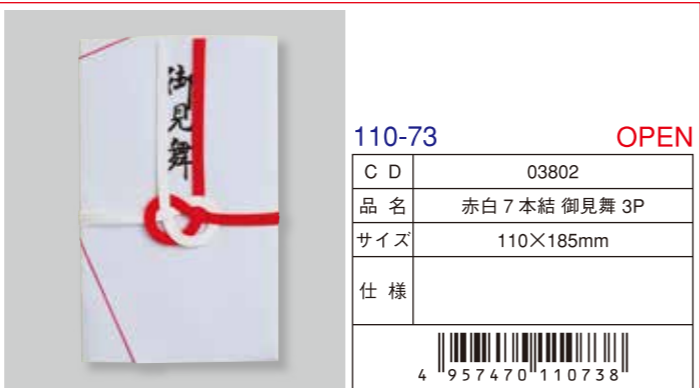 御見舞
110-73 OPEN
CD 03802
品名 赤白7本結 御見舞 3P
サイズ 110×185mm
仕様
4 957470 110738